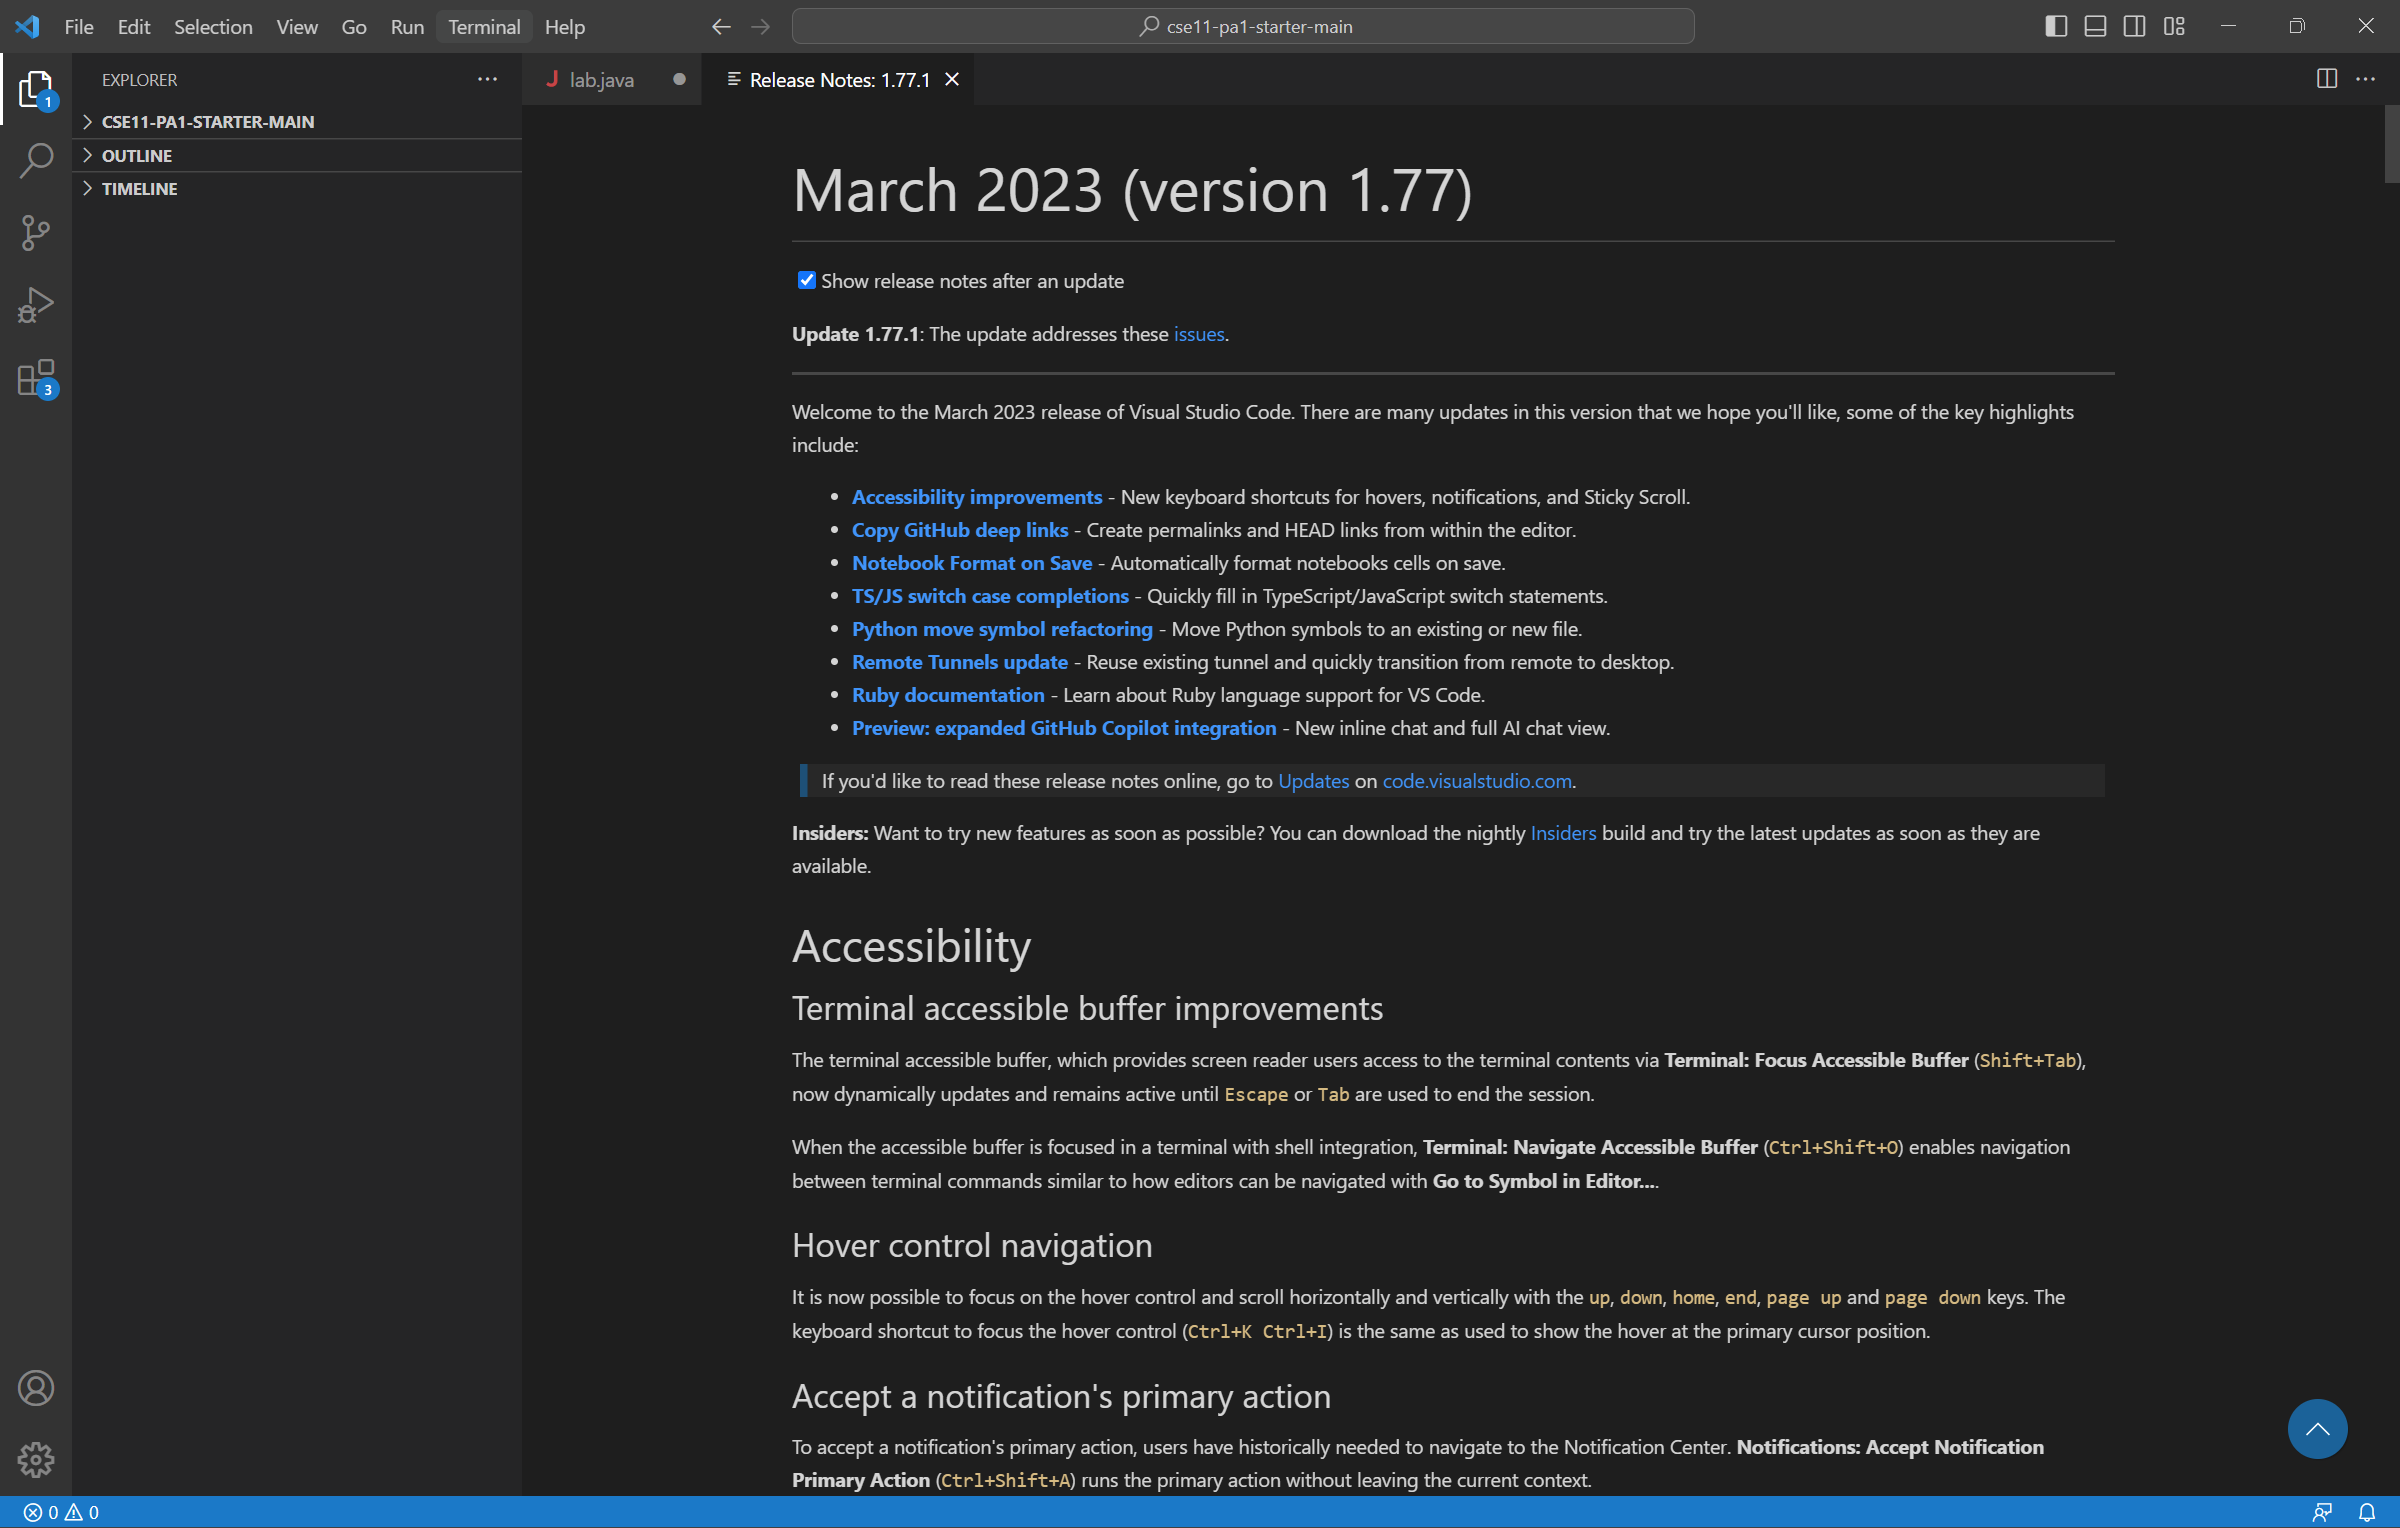 File Edit Selection View Go Run Terminal Help
cse11-pa1-starter-main
EXPLORER
lab.java
Release Notes: 1.77.1
1
CSE11-PA1-STARTER-MAIN
OUTLINE
TIMELINE
3
March 2023 (version 1.77)
Show release notes after an update
Update 1.77.1: The update addresses these issues.
Welcome to the March 2023 release of Visual Studio Code. There are many updates in this version that we hope you'll like, some of the key highlights
include:
• Accessibility improvements - New keyboard shortcuts for hovers, notifications, and Sticky Scroll.
• Copy GitHub deep links - Create permalinks and HEAD links from within the editor.
• Notebook Format on Save - Automatically format notebooks cells on save.
• TS/JS switch case completions - Quickly fill in TypeScript/JavaScript switch statements.
• Python move symbol refactoring - Move Python symbols to an existing or new file.
• Remote Tunnels update - Reuse existing tunnel and quickly transition from remote to desktop.
• Ruby documentation - Learn about Ruby language support for VS Code.
• Preview: expanded GitHub Copilot integration - New inline chat and full AI chat view.
If you'd like to read these release notes online, go to Updates on code.visualstudio.com.
Insiders: Want to try new features as soon as possible? You can download the nightly Insiders build and try the latest updates as soon as they are
available.
Accessibility
Terminal accessible buffer improvements
The terminal accessible buffer, which provides screen reader users access to the terminal contents via Terminal: Focus Accessible Buffer (Shift+Tab),
now dynamically updates and remains active until Escape or Tab are used to end the session.
When the accessible buffer is focused in a terminal with shell integration, Terminal: Navigate Accessible Buffer (Ctrl+Shift+O) enables navigation
between terminal commands similar to how editors can be navigated with Go to Symbol in Editor....
Hover control navigation
It is now possible to focus on the hover control and scroll horizontally and vertically with the up, down, home, end, page up and page down keys. The
keyboard shortcut to focus the hover control (Ctrl+K Ctrl+I) is the same as used to show the hover at the primary cursor position.
Accept a notification's primary action
To accept a notification's primary action, users have historically needed to navigate to the Notification Center. Notifications: Accept Notification
Primary Action (Ctrl+Shift+A) runs the primary action without leaving the current context.
0 0